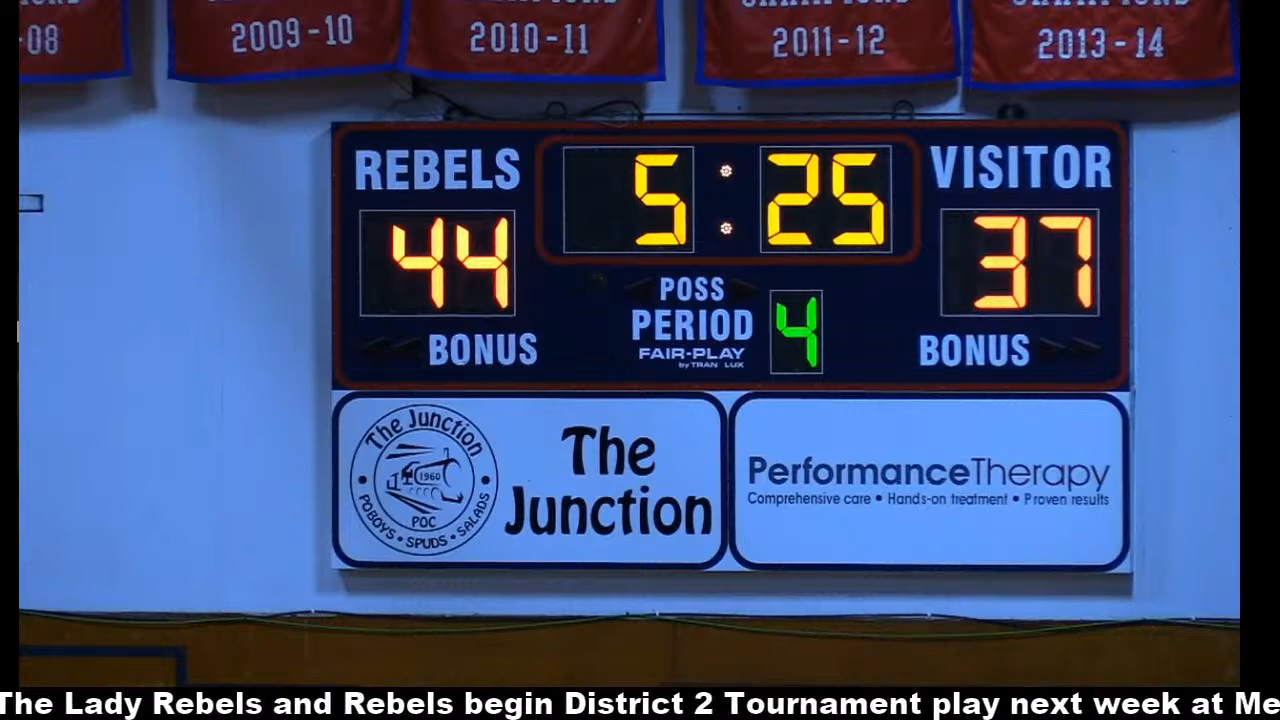 -08
2009-10
2010-11
2011-12
2013-14
REBELS
5:25
VISITOR
44
37
POSS
PERIOD
4
FAIR-PLAY
by TRANS LUX
BONUS
BONUS
The Junction
1960
POC
POBOYS • SPUDS • SALADS
The
Junction
PerformanceTherapy
Comprehensive care • Hands-on treatment • Proven results
The Lady Rebels and Rebels begin District 2 Tournament play next week at Me